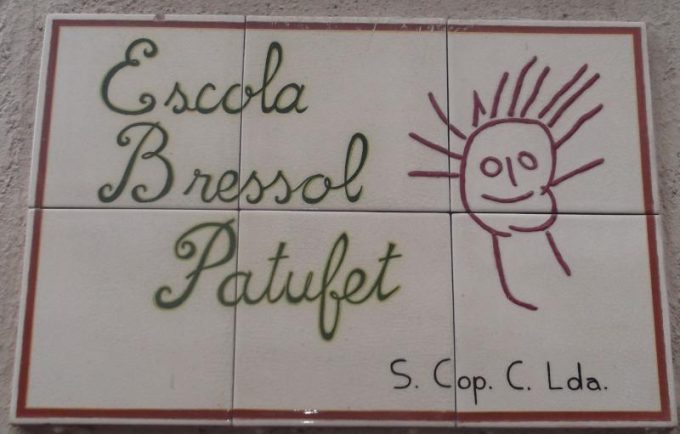 Escola
Bressol
Patufet
S. Cop. C. Lda.